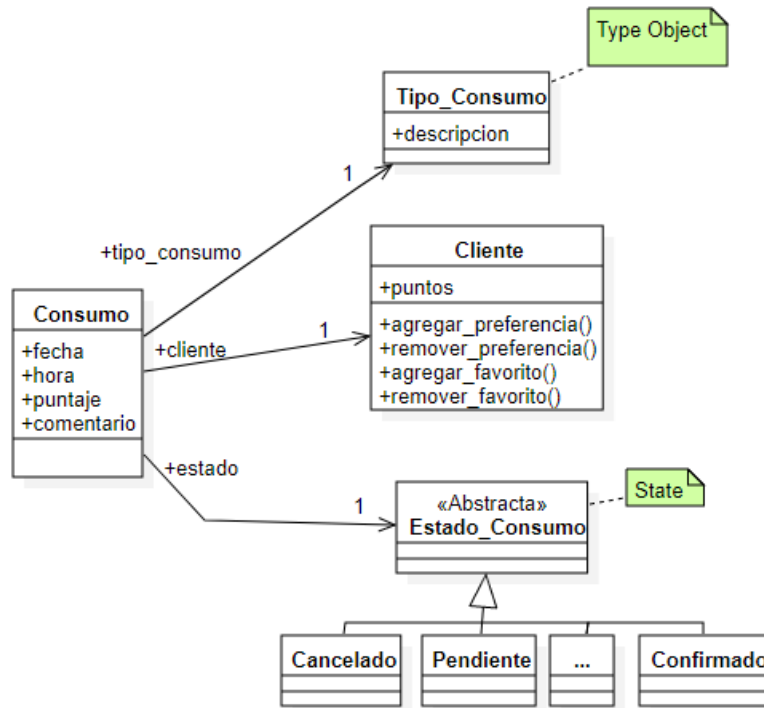 Type Object
Tipo_Consumo
+descripcion
1
+tipo_consumo
Cliente
+puntos
+agregar_preferencia()
+remover_preferencia()
+agregar_favorito()
+remover_favorito()
1
+cliente
Consumo
+fecha
+hora
+puntaje
+comentario
+estado
1
«Abstracta»
Estado_Consumo
State
Cancelado
Pendiente
...
Confirmado